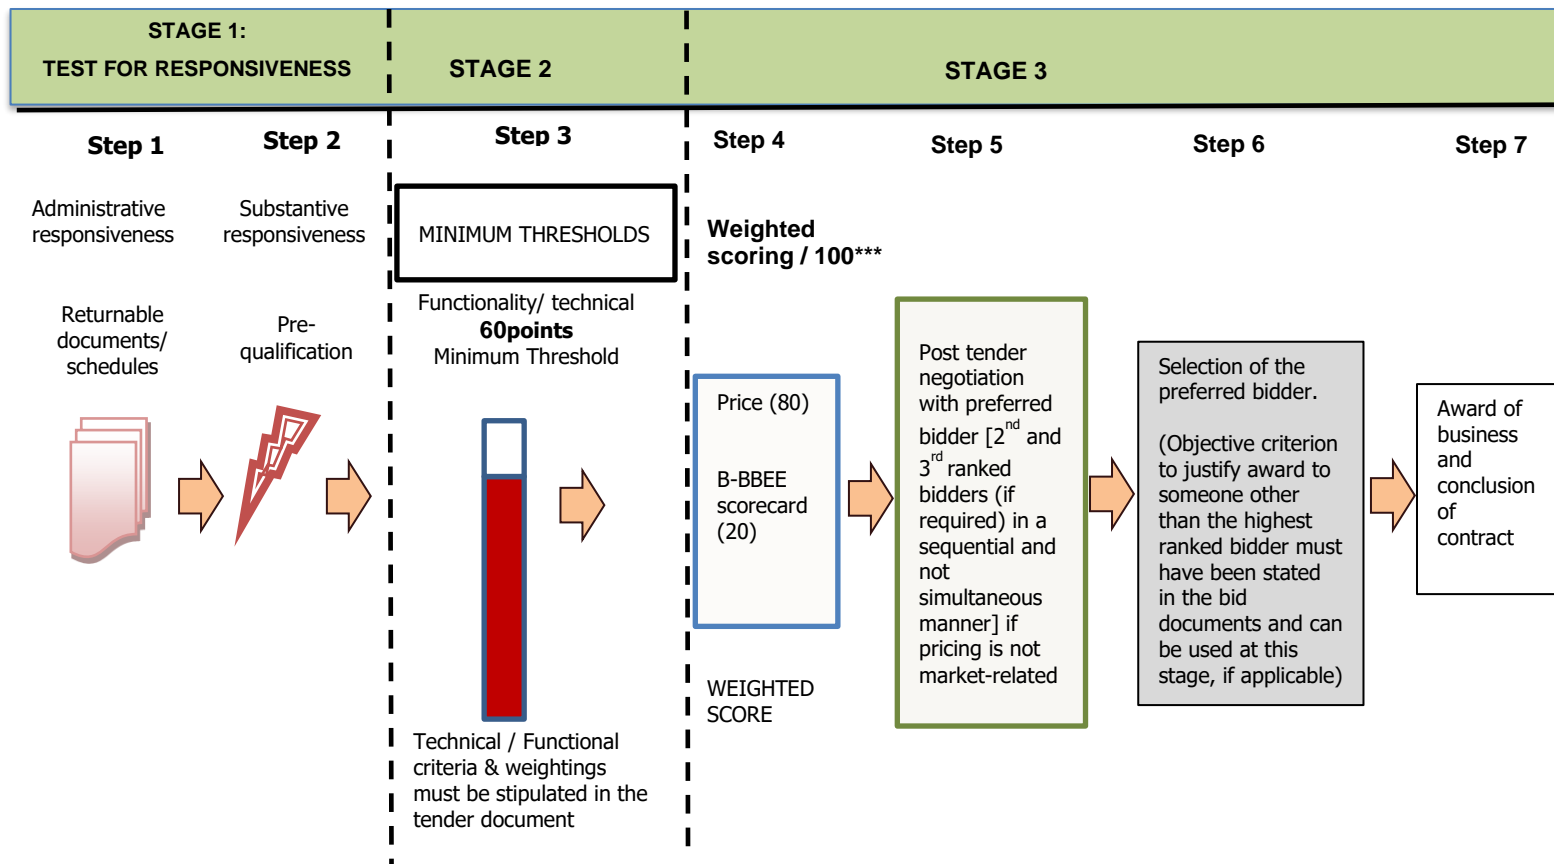 STAGE 1:
TEST FOR RESPONSIVENESS
STAGE 2
STAGE 3
Step 1
Step 2
Step 3
Step 4
Step 5
Step 6
Step 7
Administrative
responsiveness
Substantive
responsiveness
MINIMUM THRESHOLDS
Weighted
scoring / 100***
Returnable
documents/
schedules
Pre-
qualification
Functionality/ technical
60points
Minimum Threshold
Technical / Functional
criteria & weightings
must be stipulated in the
tender document
Price (80)
B-BBEE
scorecard
(20)
WEIGHTED
SCORE
Post tender
negotiation
with preferred
bidder [2nd and
3rd ranked
bidders (if
required) in a
sequential and
not
simultaneous
manner] if
pricing is not
market-related
Selection of the
preferred bidder.
(Objective criterion
to justify award to
someone other
than the highest
ranked bidder must
have been stated
in the bid
documents and can
be used at this
stage, if applicable)
Award of
business
and
conclusion
of
contract